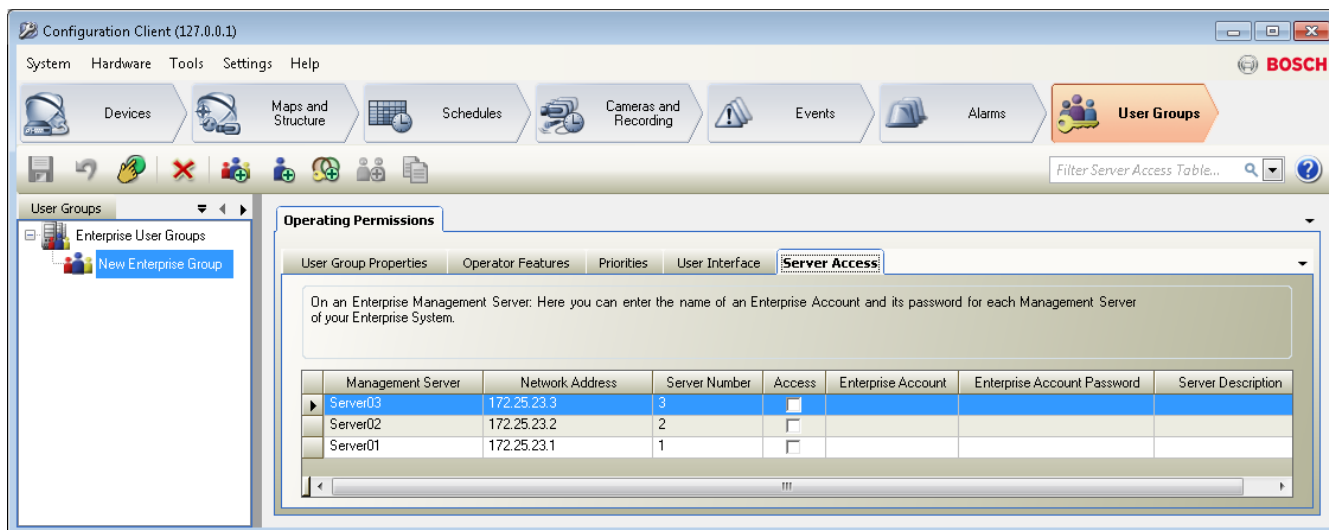 Configuration Client (127.0.0.1)
System Hardware Tools Settings Help
BOSCH
Devices
Maps and
Structure
Schedules
Cameras and
Recording
Events
Alarms
User Groups
Filter Server Access Table...
User Groups
Enterprise User Groups
New Enterprise Group
Operating Permissions
User Group Properties Operator Features Priorities User Interface Server Access
On an Enterprise Management Server: Here you can enter the name of an Enterprise Account and its password for each Management Server
of your Enterprise System.
Management Server Network Address Server Number Access Enterprise Account Enterprise Account Password Server Description
Server03 172.25.23.3 3
Server02 172.25.23.2 2
Server01 172.25.23.1 1